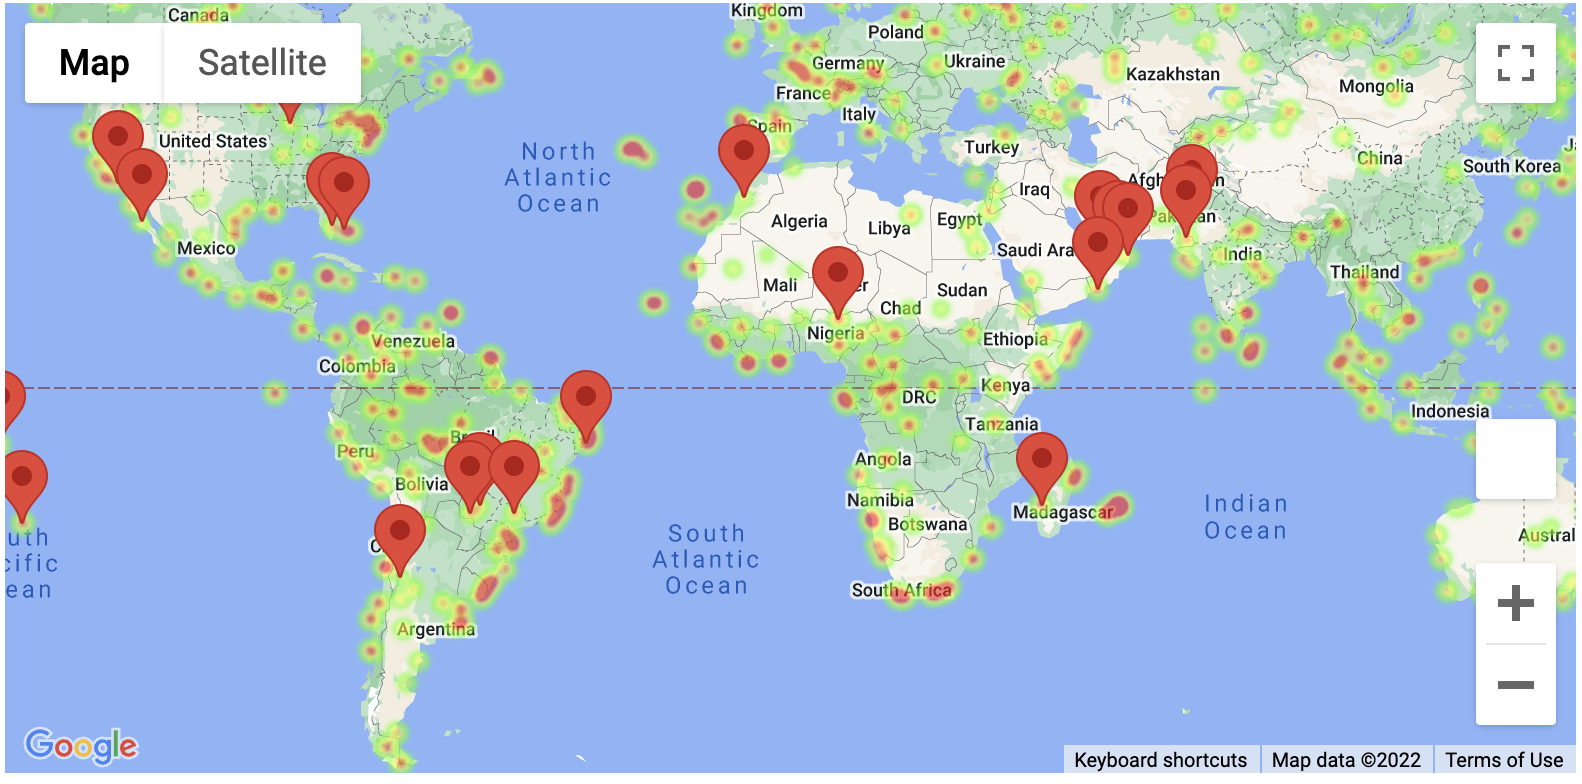 Canada
Kingdom
Poland
Map
Satellite
Germany
Ukraine
Kazakhstan
Mongolia
France
Italy
United States
Spain
North
Atlantic
Ocean
Turkey
China
South Korea
Iraq
Algeria
Libya
Egypt
Mexico
Saudi Ara
India
Thailand
Mali
er
Sudan
Chad
Nigeria
Ethiopia
Venezuela
Colombia
Kenya
DRC
Indonesia
Tanzania
Peru
Angola
Bolivia
Namibia
Madagascar
Botswana
Indian
Ocean
South
Atlantic
Ocean
Austral
uth
cific
ean
South Africa
Argentina
Google
Keyboard shortcuts
Map data ©2022
Terms of Use